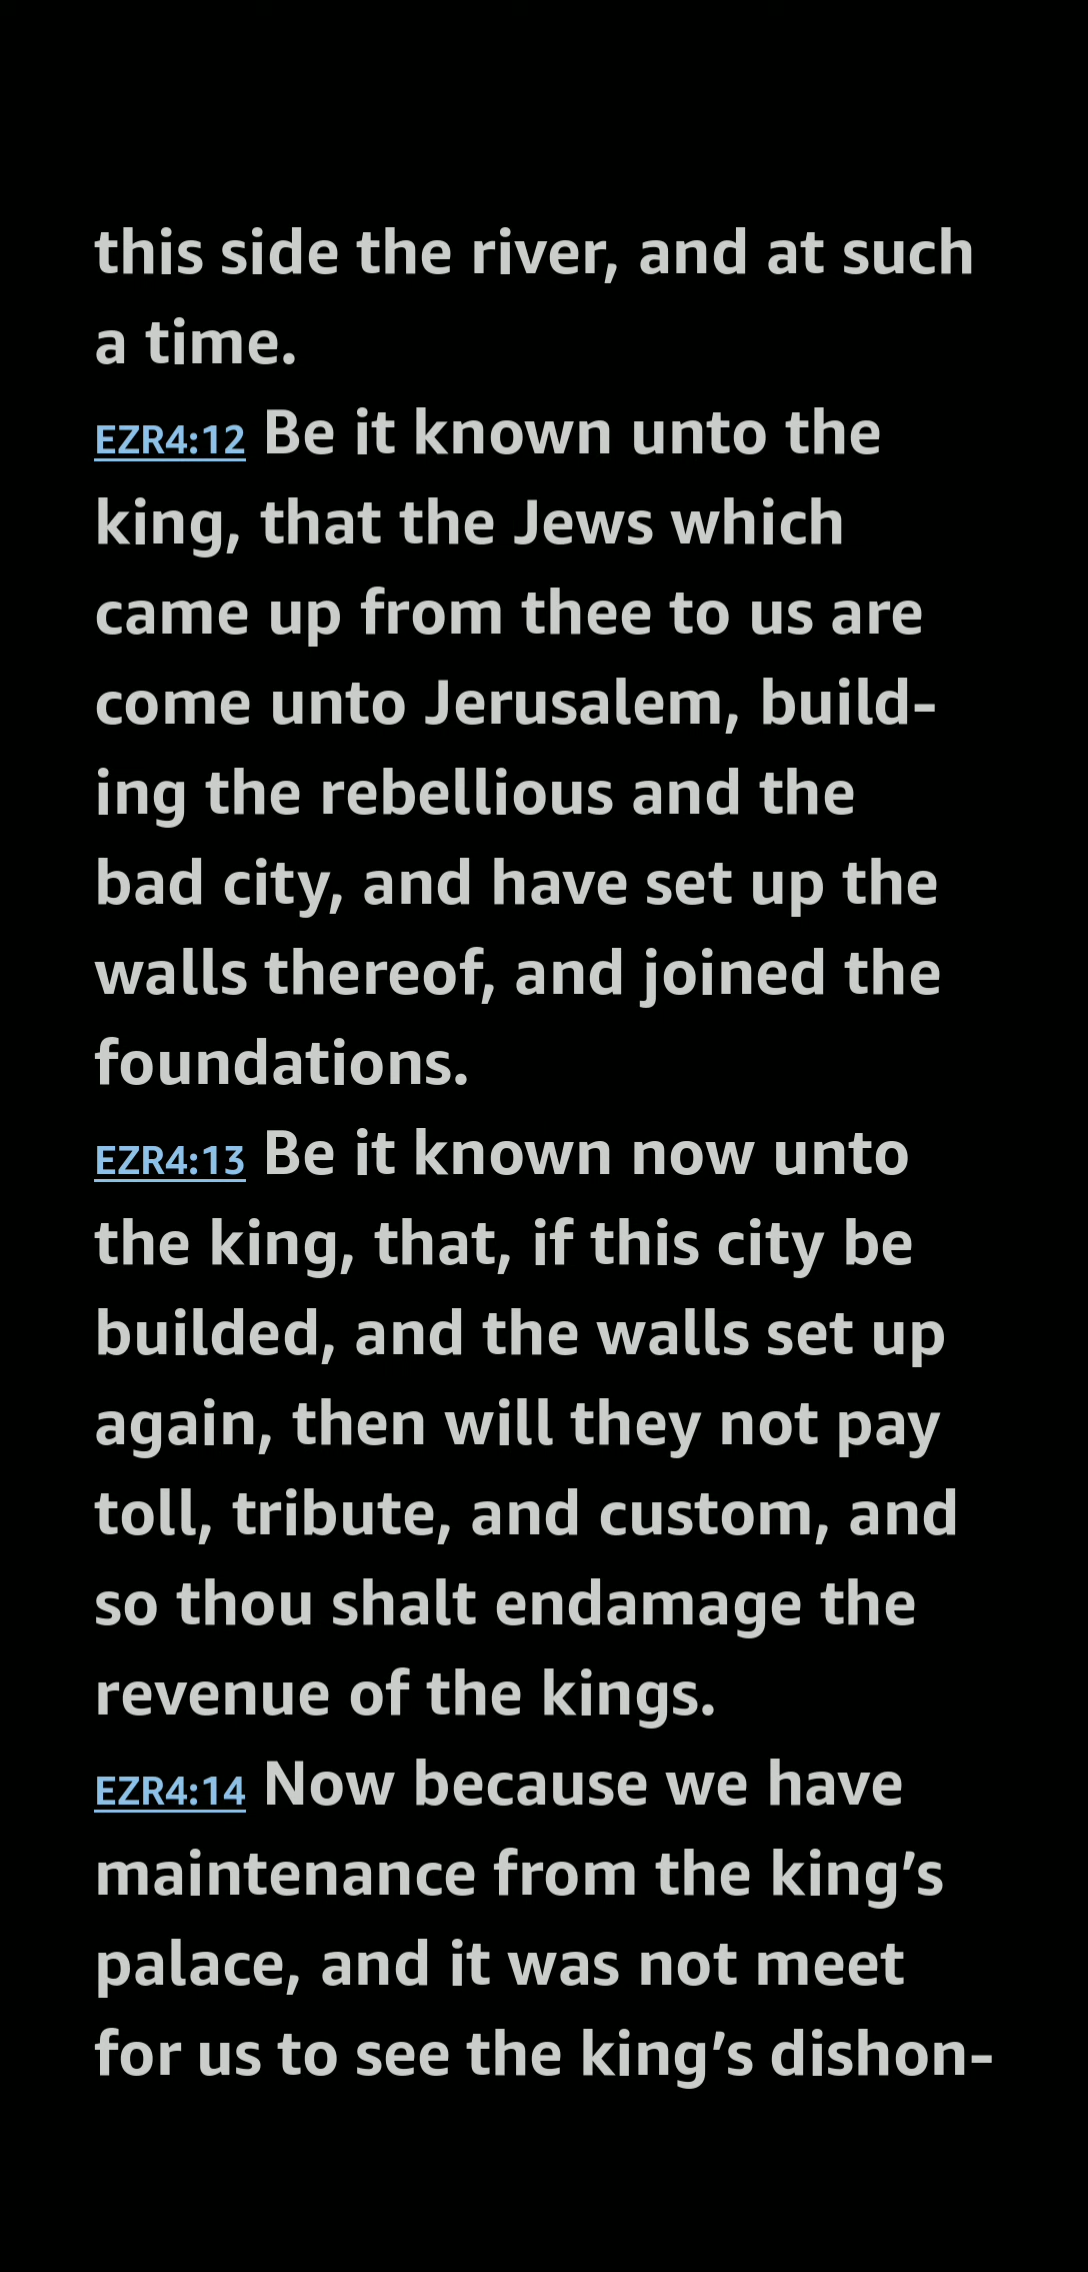 this side the river, and at such
a time.
EZR4:12 Be it known unto the
king, that the Jews which
came up from thee to us are
come unto Jerusalem, build-
ing the rebellious and the
bad city, and have set up the
walls thereof, and joined the
foundations.
EZR4:13 Be it known now unto
the king, that, if this city be
builded, and the walls set up
again, then will they not pay
toll, tribute, and custom, and
so thou shalt endamage the
revenue of the kings.
EZR4:14 Now because we have
maintenance from the king’s
palace, and it was not meet
for us to see the king’s dishon-